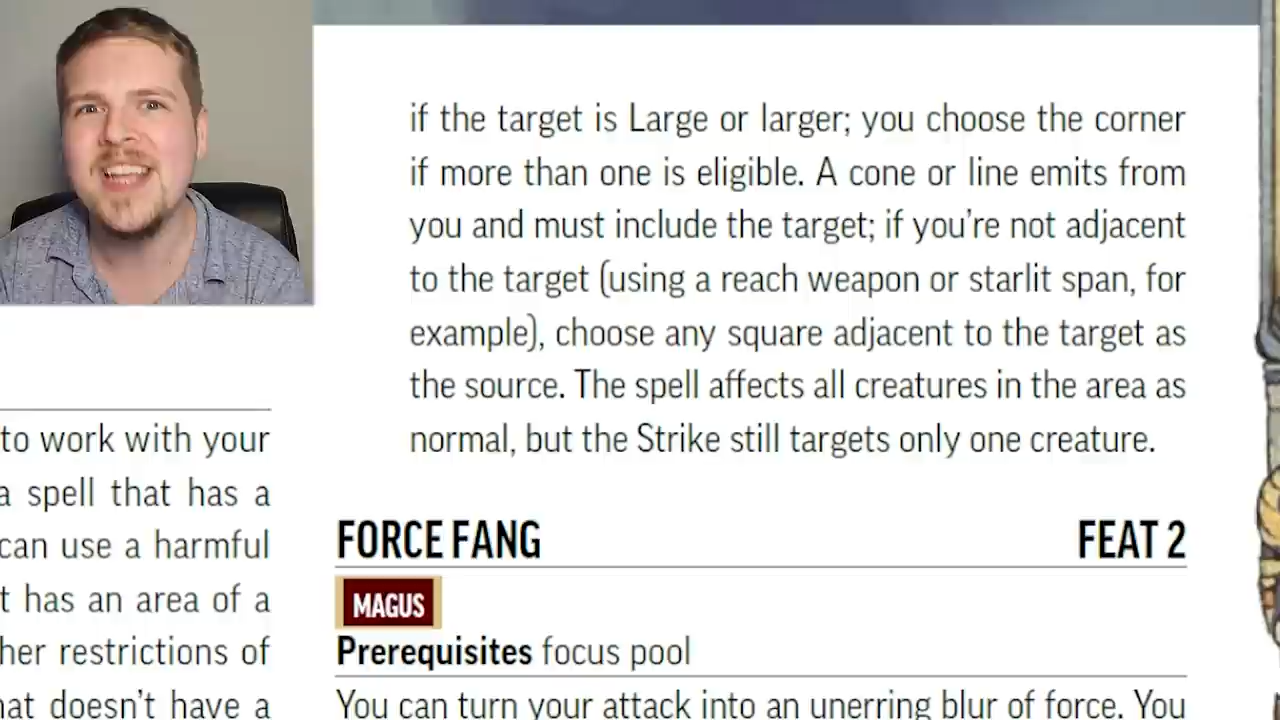 to work with your
a spell that has a
can use a harmful
t has an area of a
her restrictions of
hat doesn't have a
if the target is Large or larger; you choose the corner
if more than one is eligible. A cone or line emits from
you and must include the target; if you're not adjacent
to the target (using a reach weapon or starlit span, for
example), choose any square adjacent to the target as
the source. The spell affects all creatures in the area as
normal, but the Strike still targets only one creature.
FORCE FANG FEAT 2
MAGUS
Prerequisites focus pool
You can turn your attack into an unerring blur of force. You